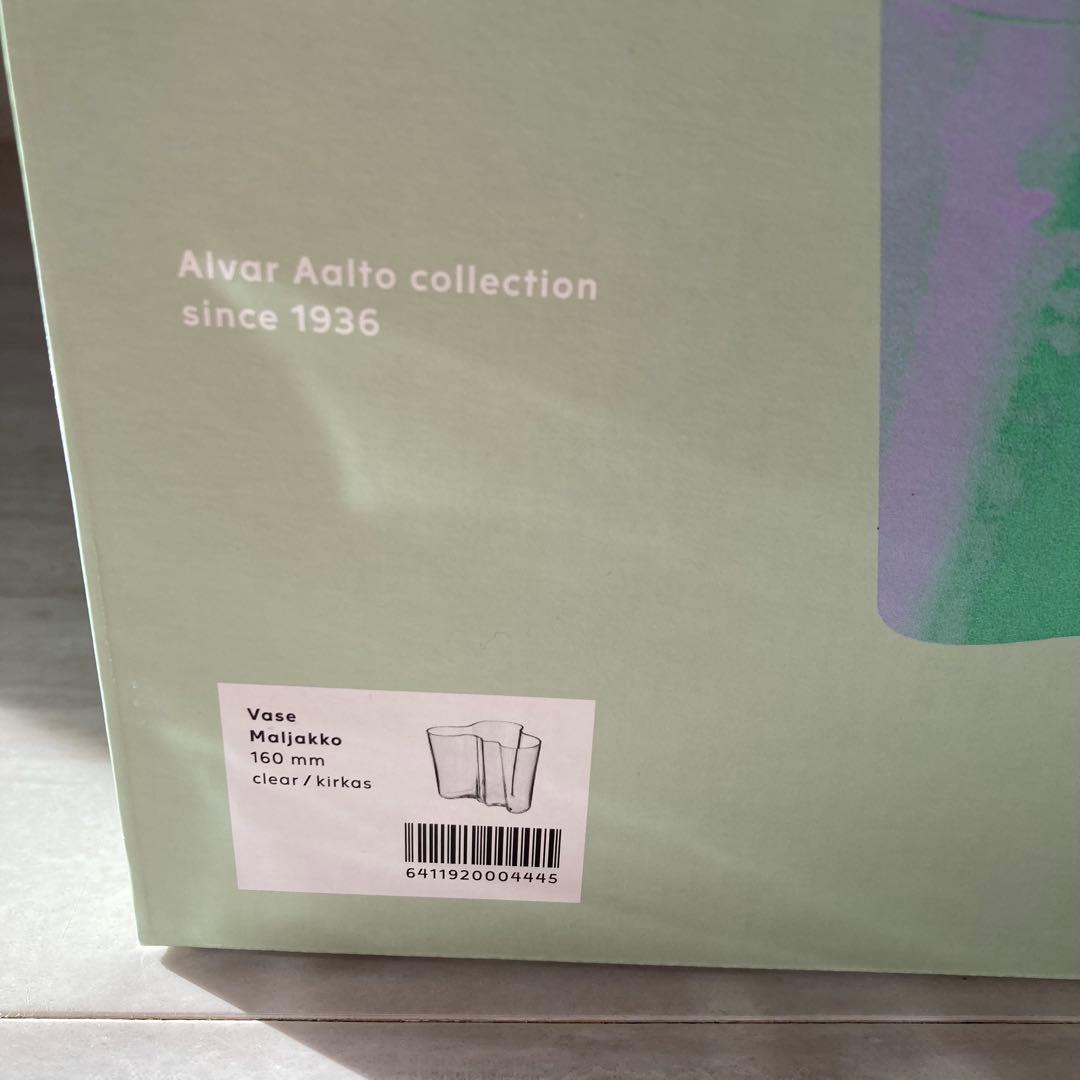 Alvar Aalto collection
since 1936
Vase
Maljakko
160 mm
clear / kirkas
6411920004445